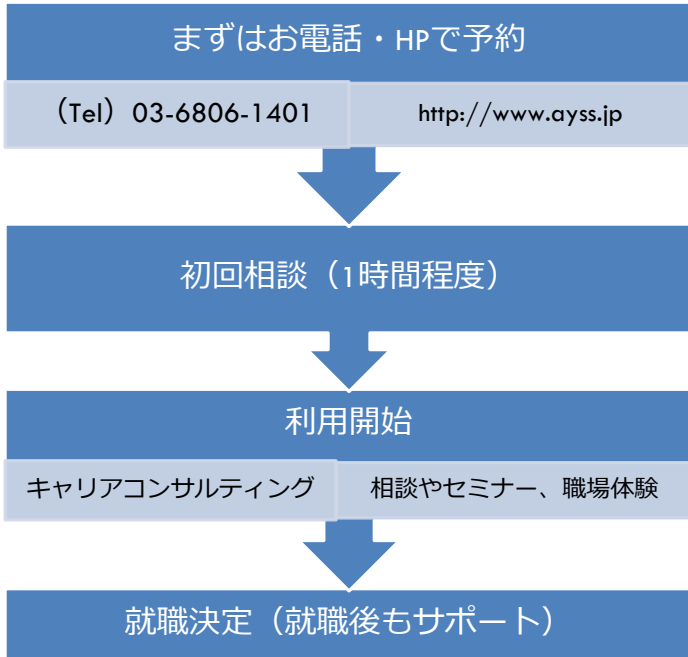 まずはお電話・HPで予約
（Tel）03-6806-1401
http://www.ayss.jp
初回相談（1時間程度）
利用開始
キャリアコンサルティング
相談やセミナー、職場体験
就職決定（就職後もサポート）